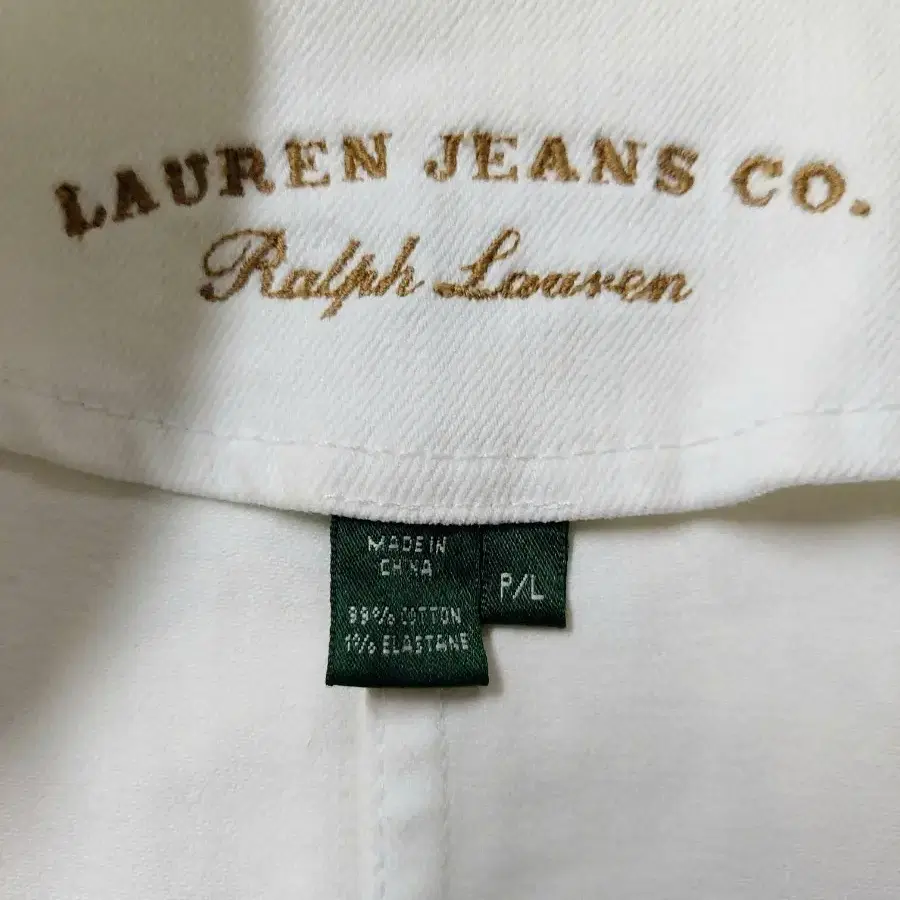 LAUREN JEANS CO.
Ralph Lauren
MADE IN
CHINA
99% COTTON
1% ELASTANE
P/L